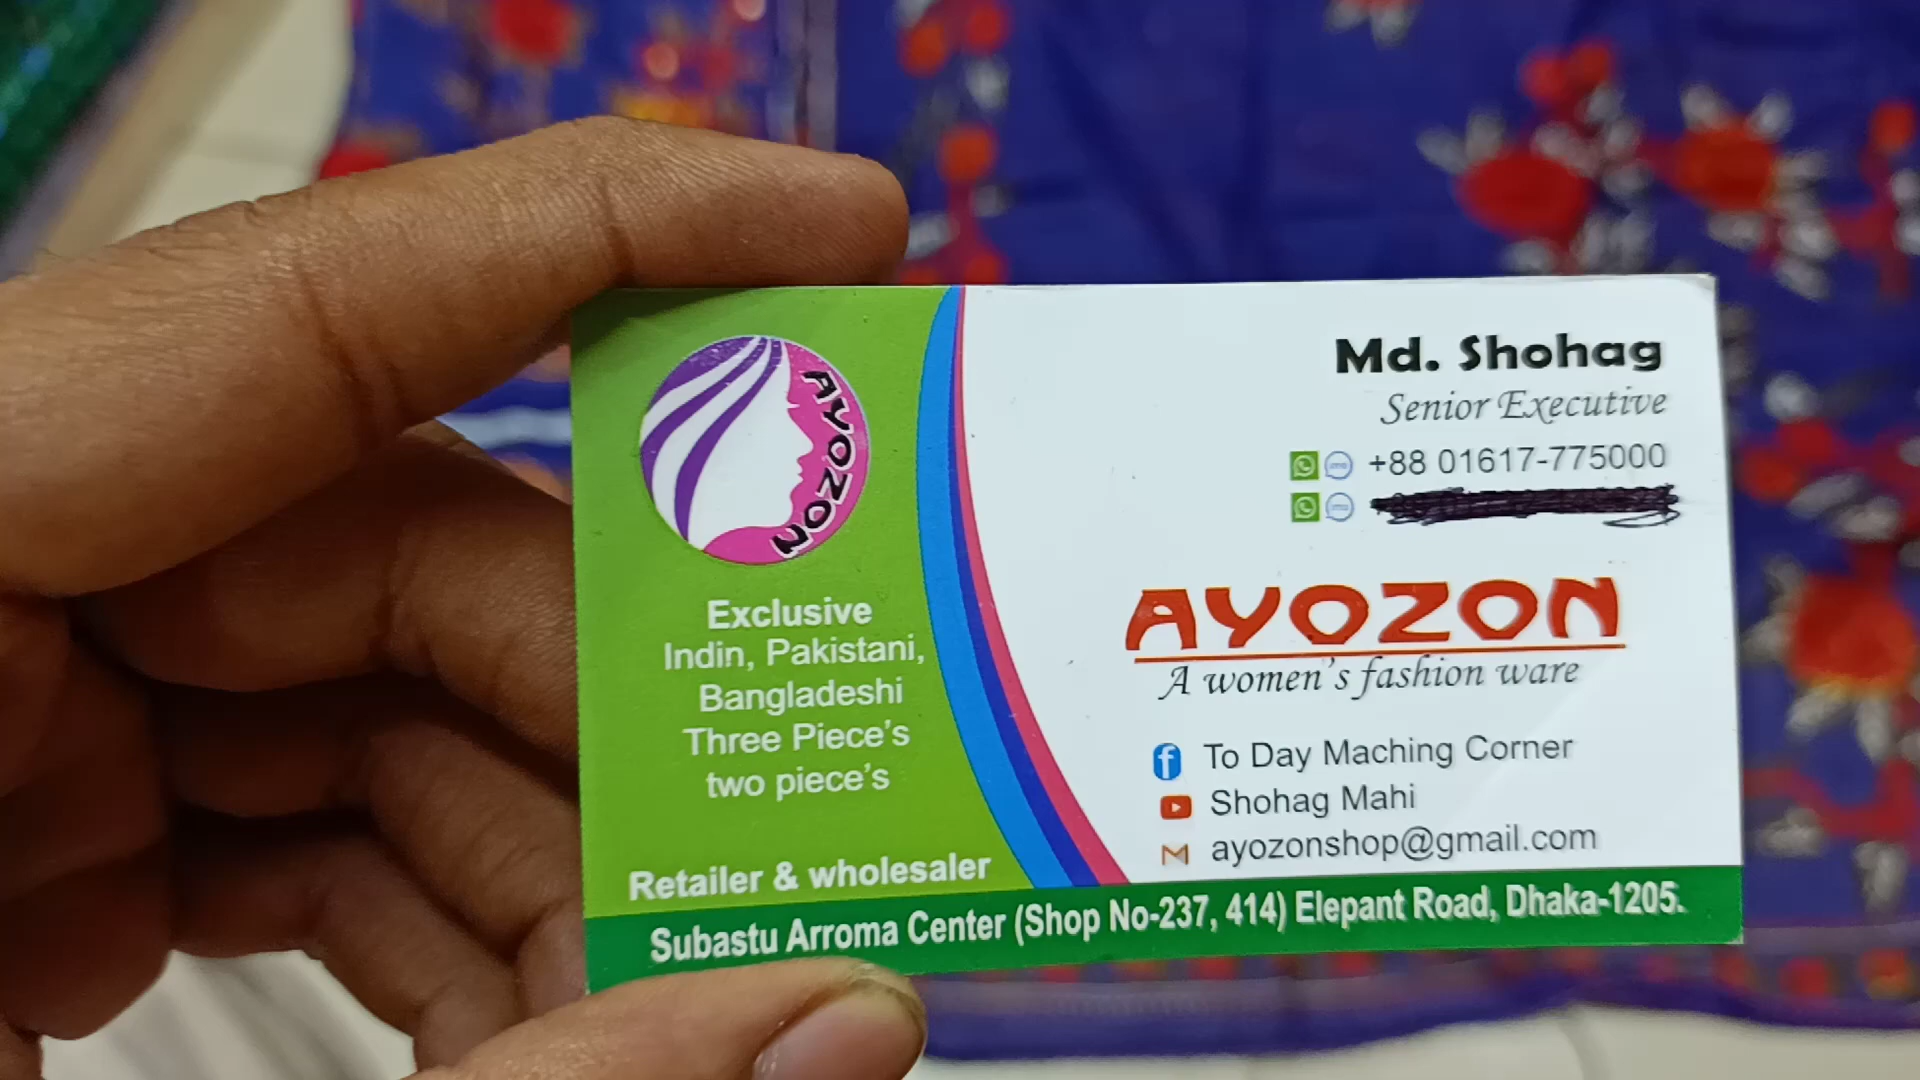 AYOZON
Exclusive
Indin, Pakistani,
Bangladeshi
Three Piece's
two piece's
Retailer & wholesaler
Md. Shohag
Senior Executive
+88 01617-775000
AYOZON
A women's fashion ware
To Day Maching Corner
Shohag Mahi
ayozonshop@gmail.com
Subastu Arroma Center (Shop No-237, 414) Elepant Road, Dhaka-1205.